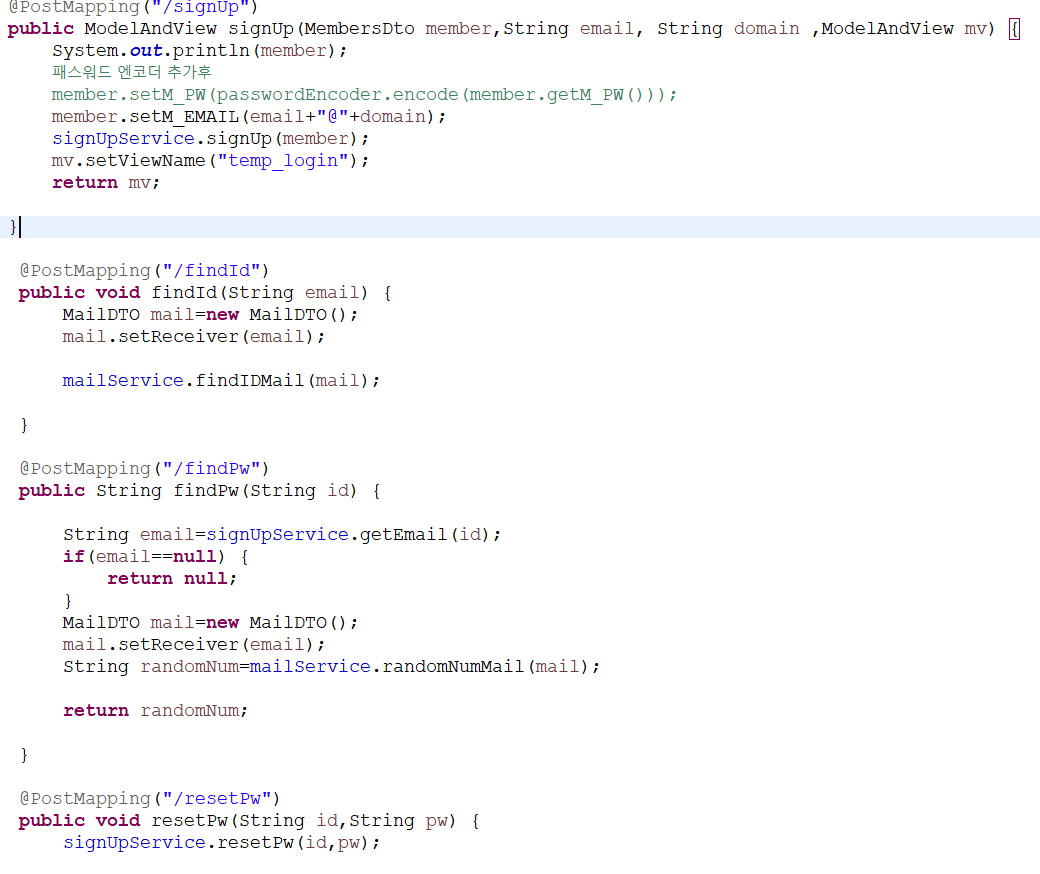 @PostMapping("/signUp")
public ModelAndView signUp(MembersDto member,String email, String domain ,ModelAndView mv) {
System.out.println(member);
패스워드 엔코더 추가후
member.setM_PW(passwordEncoder.encode(member.getM_PW()));
member.setM_EMAIL(email+"@"+domain);
signUpService.signUp(member);
mv.setViewName("temp_login");
return mv;
}
@PostMapping("/findId")
public void findId(String email) {
MailDTO mail=new MailDTO();
mail.setReceiver(email);
mailService.findIDMail(mail);
}
@PostMapping("/findPw")
public String findPw(String id) {
String email=signUpService.getEmail(id);
if(email==null) {
return null;
}
MailDTO mail=new MailDTO();
mail.setReceiver(email);
String randomNum=mailService.randomNumMail(mail);
return randomNum;
}
@PostMapping("/resetPw")
public void resetPw(String id,String pw) {
signUpService.resetPw(id,pw);